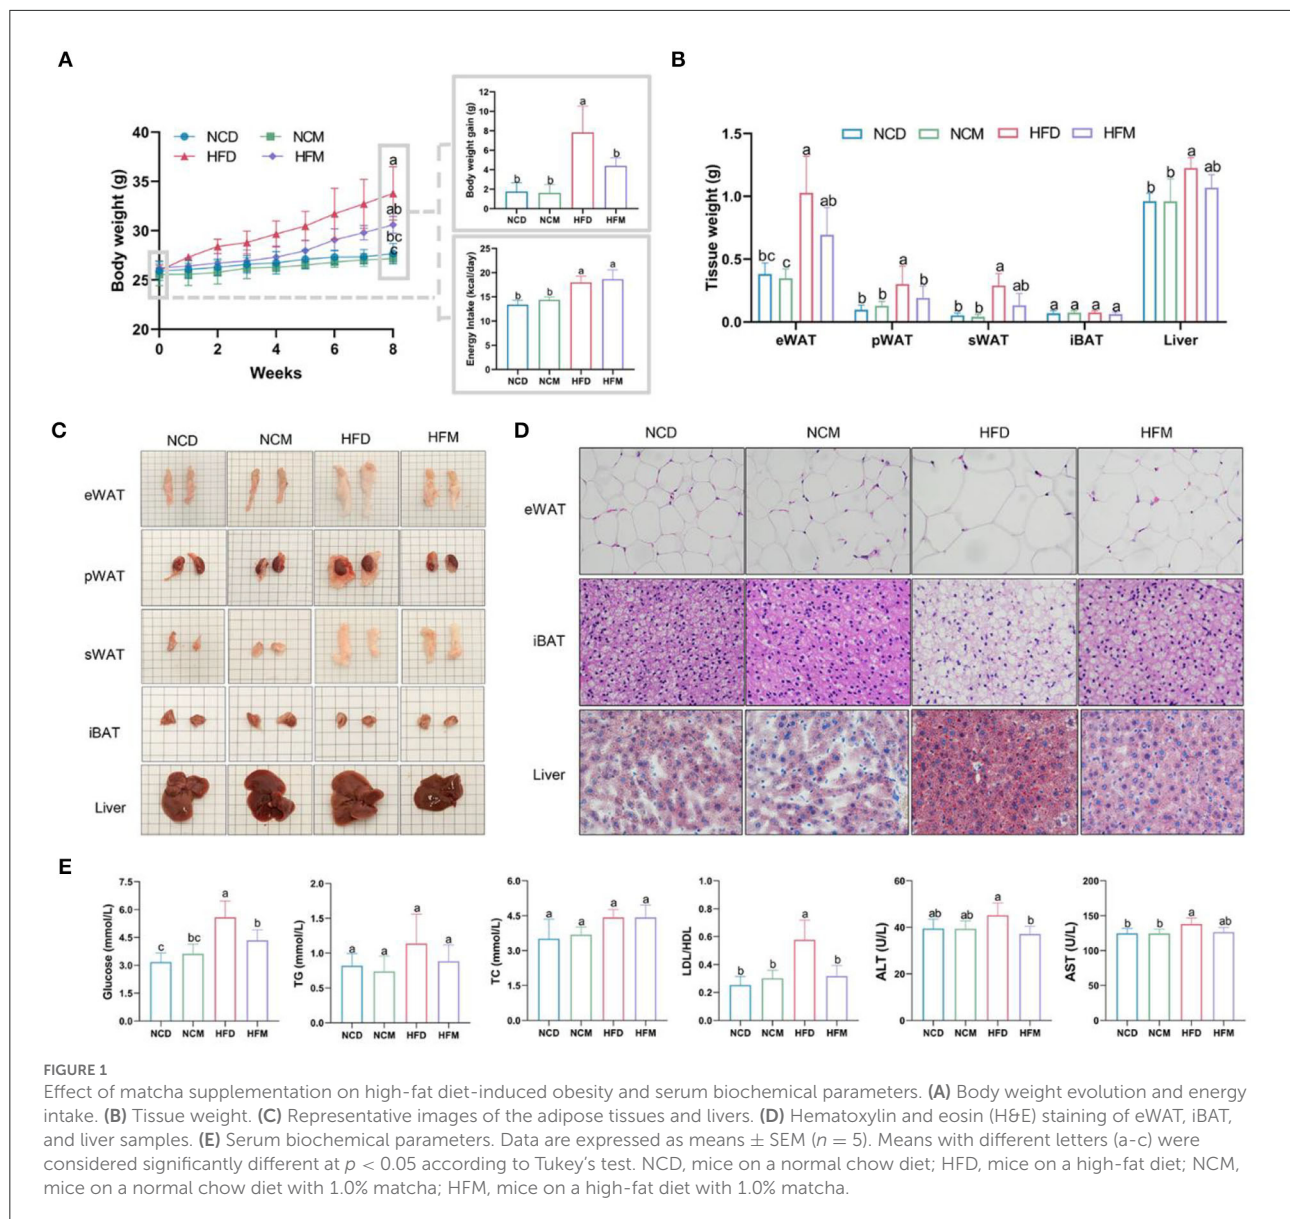 A
NCD NCM
HFD HFM
Body weight (g)
40
35
30
25
20
0 2 4 6 8
Weeks
a
ab
bc
c
Body weight gain (g)
12
10
8
6
4
2
0
b b a b
NCD NCM HFD HFM
Energy Intake (kcal/day)
25
20
15
10
5
0
b b a a
NCD NCM HFD HFM
B
NCD NCM HFD HFM
Tissue weight (g)
1.5
1.0
0.5
0.0
bc c a ab
b b a b
b b a ab
a a a a
b b a ab
eWAT pWAT sWAT iBAT Liver
C
NCD NCM HFD HFM
eWAT
pWAT
sWAT
iBAT
Liver
D
NCD NCM HFD HFM
eWAT
iBAT
Liver
E
Glucose (mmol/L)
7.5
6.0
4.5
3.0
1.5
0.0
c bc a b
NCD NCM HFD HFM
TG (mmol/L)
2.0
1.5
1.0
0.5
0.0
a a a a
NCD NCM HFD HFM
TC (mmol/L)
6.0
4.5
3.0
1.5
0.0
a a a a
NCD NCM HFD HFM
LDL/HDL
1.0
0.8
0.6
0.4
0.2
0.0
b b a b
NCD NCM HFD HFM
ALT (U/L)
60
40
20
0
ab ab a b
NCD NCM HFD HFM
AST (U/L)
200
150
100
50
0
b b a ab
NCD NCM HFD HFM
FIGURE 1
Effect of matcha supplementation on high-fat diet-induced obesity and serum biochemical parameters. (A) Body weight evolution and energy
intake. (B) Tissue weight. (C) Representative images of the adipose tissues and livers. (D) Hematoxylin and eosin (H&E) staining of eWAT, iBAT,
and liver samples. (E) Serum biochemical parameters. Data are expressed as means ± SEM (n = 5). Means with different letters (a-c) were
considered significantly different at p < 0.05 according to Tukey's test. NCD, mice on a normal chow diet; HFD, mice on a high-fat diet; NCM,
mice on a normal chow diet with 1.0% matcha; HFM, mice on a high-fat diet with 1.0% matcha.